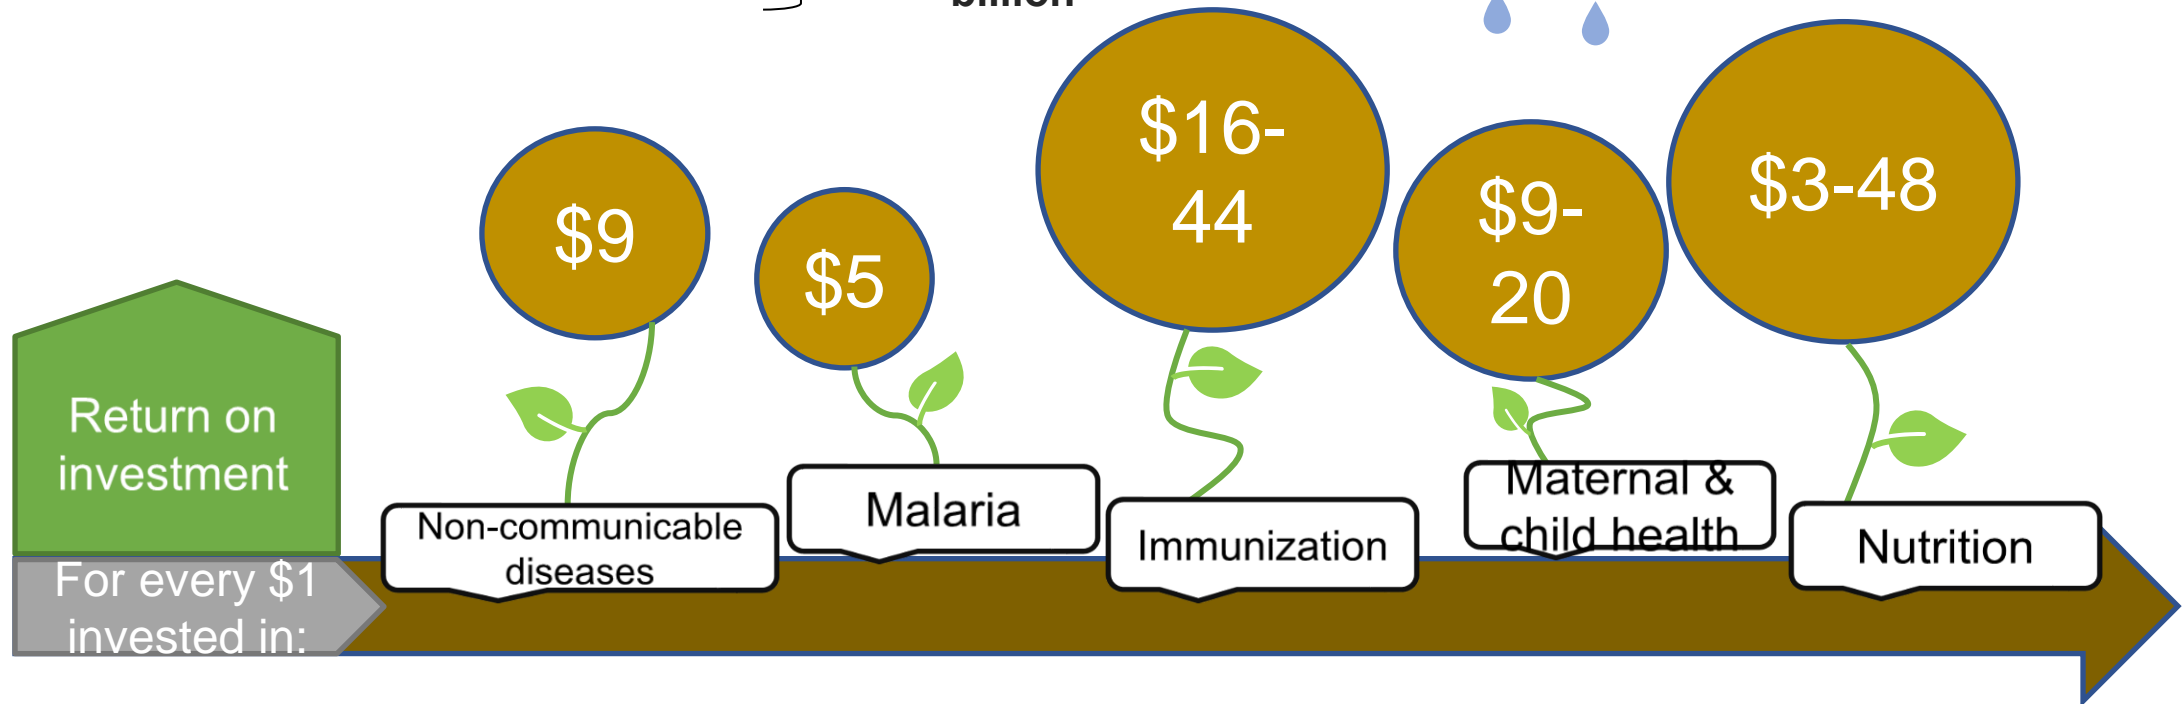 billion
$9
$5
$16-
44
$9-
20
$3-48
Return on
investment
Non-communicable
diseases
Malaria
Immunization
Maternal &
child health
Nutrition
For every $1
invested in: